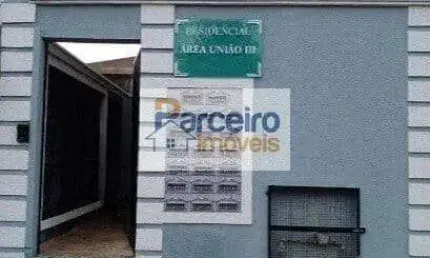 RESIDENCIAL
ÁREA UNIÃO III
Parceiro
imóveis